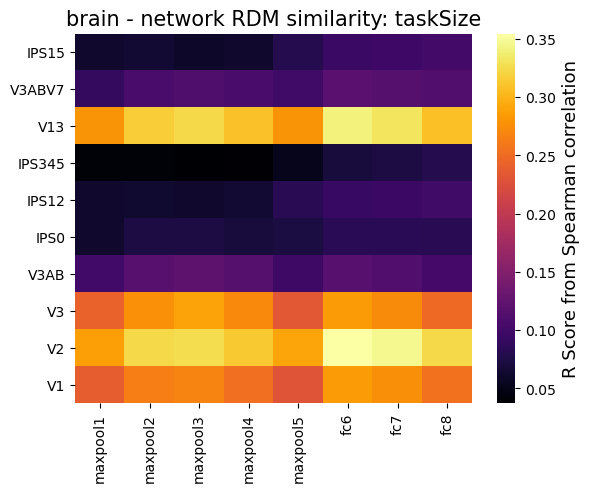 brain - network RDM similarity: taskSize
IPS15
V3ABV7
V13
IPS345
IPS12
IPS0
V3AB
V3
V2
V1
maxpool1
maxpool2
maxpool3
maxpool4
maxpool5
fc6
fc7
fc8
0.35
0.30
0.25
0.20
0.15
0.10
0.05
R Score from Spearman correlation